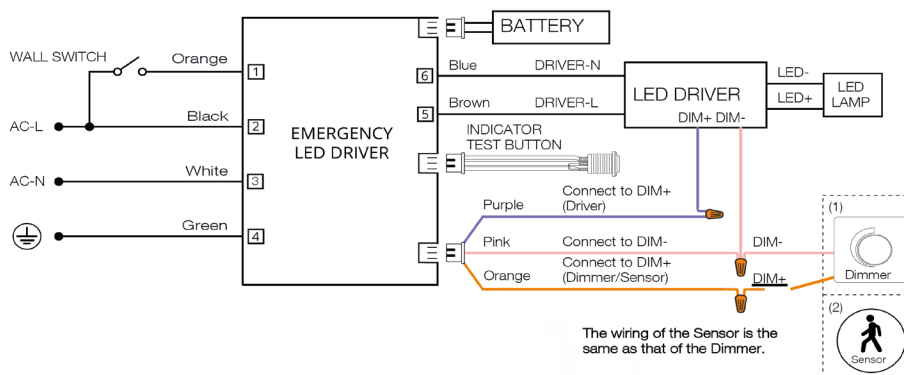 BATTERY
WALL SWITCH
Orange
1
6
Blue
DRIVER-N
LED DRIVER
DIM+ DIM-
LED-
LED+
LED
LAMP
AC-L
Black
2
5
Brown
DRIVER-L
EMERGENCY
LED DRIVER
INDICATOR
TEST BUTTON
AC-N
White
3
Green
4
Purple
Connect to DIM+
(Driver)
Pink
Connect to DIM-
DIM-
Orange
Connect to DIM+
(Dimmer/Sensor)
DIM+
(1)
Dimmer
(2)
Sensor
The wiring of the Sensor is the
same as that of the Dimmer.